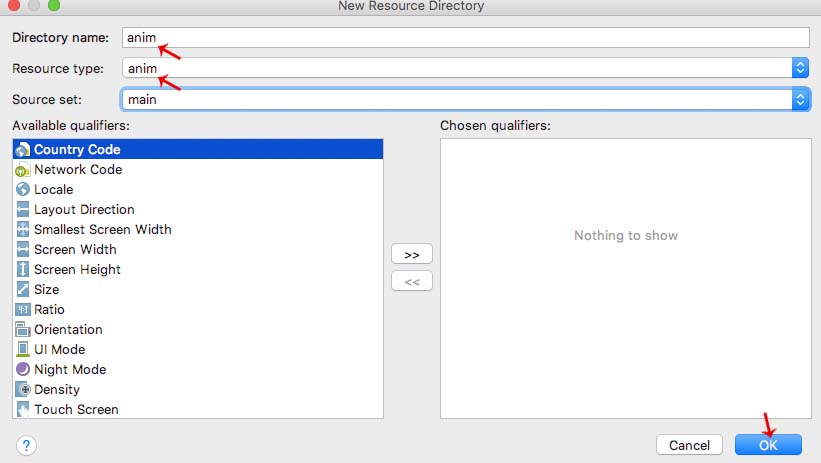 New Resource Directory
Directory name: anim
Resource type: anim
Source set: main
Available qualifiers:
Chosen qualifiers:
Country Code
Network Code
Locale
Layout Direction
Smallest Screen Width
Screen Width
Screen Height
Size
Ratio
Orientation
UI Mode
Night Mode
Density
Touch Screen
>>
<<
Nothing to show
?
Cancel
OK